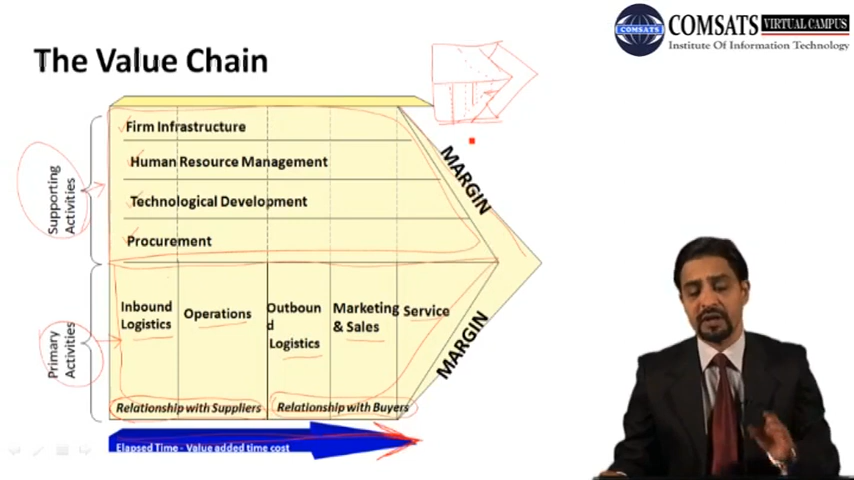 COMSATS VIRTUAL CAMPUS
COMSATS
Institute Of Information Technology
The Value Chain
Firm Infrastructure
Human Resource Management
Technological Development
Procurement
Supporting
Activities
MARGIN
Inbound
Logistics
Operations
Outboun
d
Logistics
Marketing
& Sales
Service
Primary
Activities
MARGIN
Relationship with Suppliers
Relationship with Buyers
Elapsed Time - Value added time cost